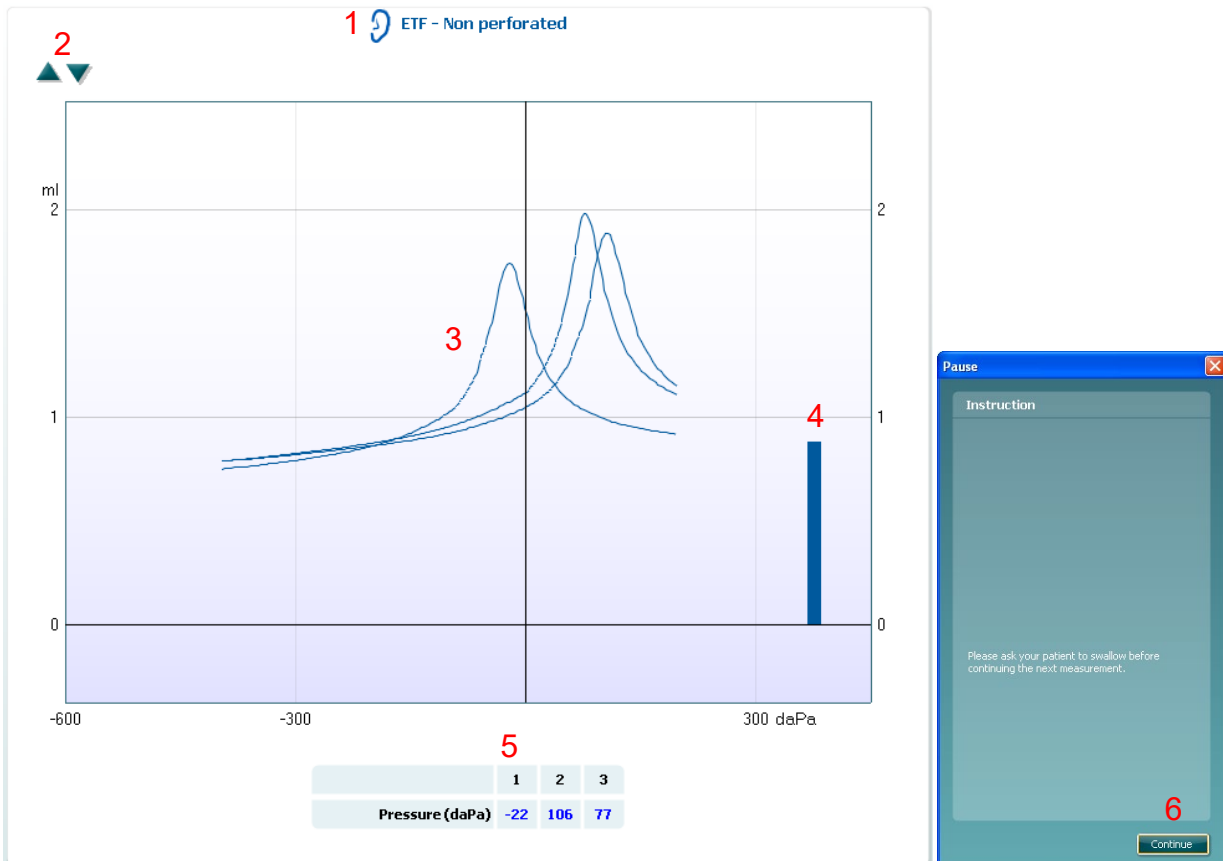 1 ETF - Non perforated
2
ml
2 2
3
1 1
4
0 0
-600 -300 300 daPa
5
1 2 3
Pressure (daPa) -22 106 77
Pause
Instruction
Please ask your patient to swallow before
continuing the next measurement.
6
Continue